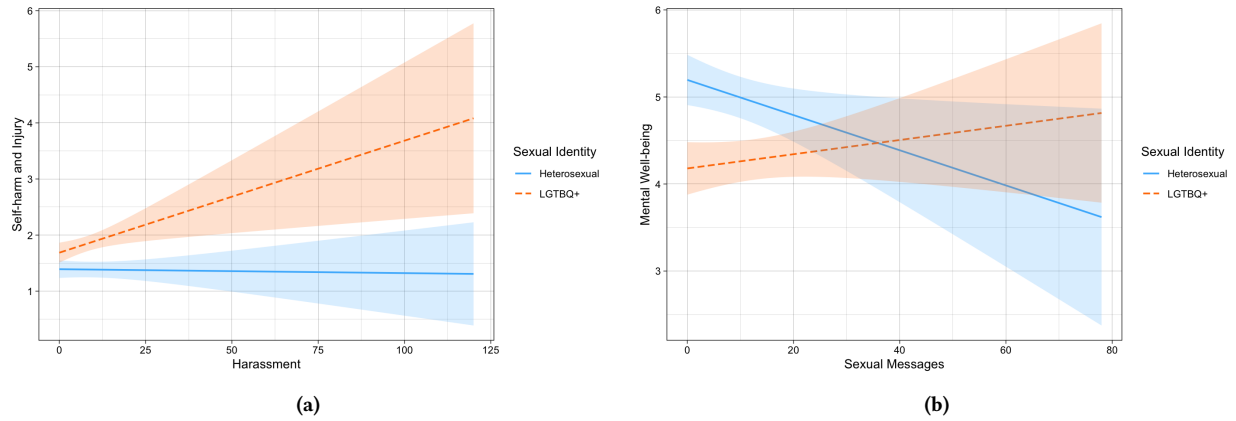 6
5
4
3
2
1
Self-harm and Injury
0
25
50
75
100
125
Harassment
Sexual Identity
Heterosexual
LGTBQ+
(a)
6
5
4
3
Mental Well-being
0
20
40
60
80
Sexual Messages
Sexual Identity
Heterosexual
LGTBQ+
(b)